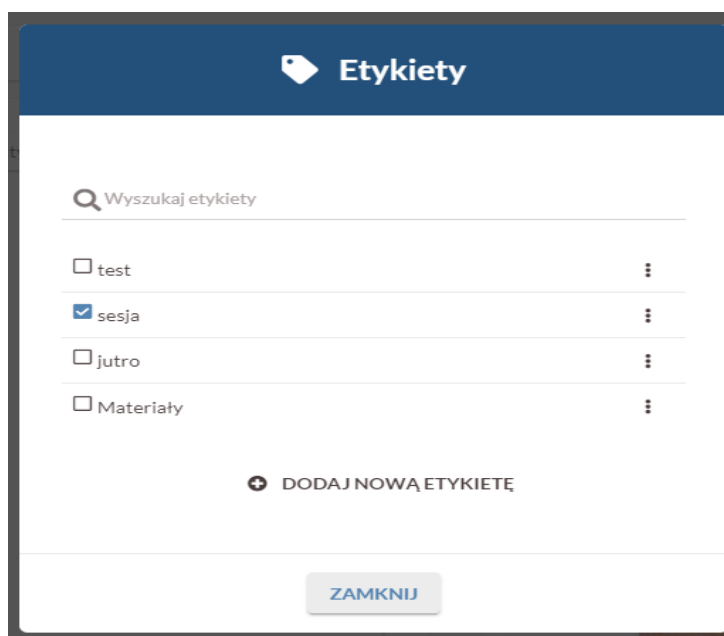 Etykiety
Wyszukaj etykiety
test
sesja
jutro
Materiały
DODAJ NOWĄ ETYKIETĘ
ZAMKNIJ